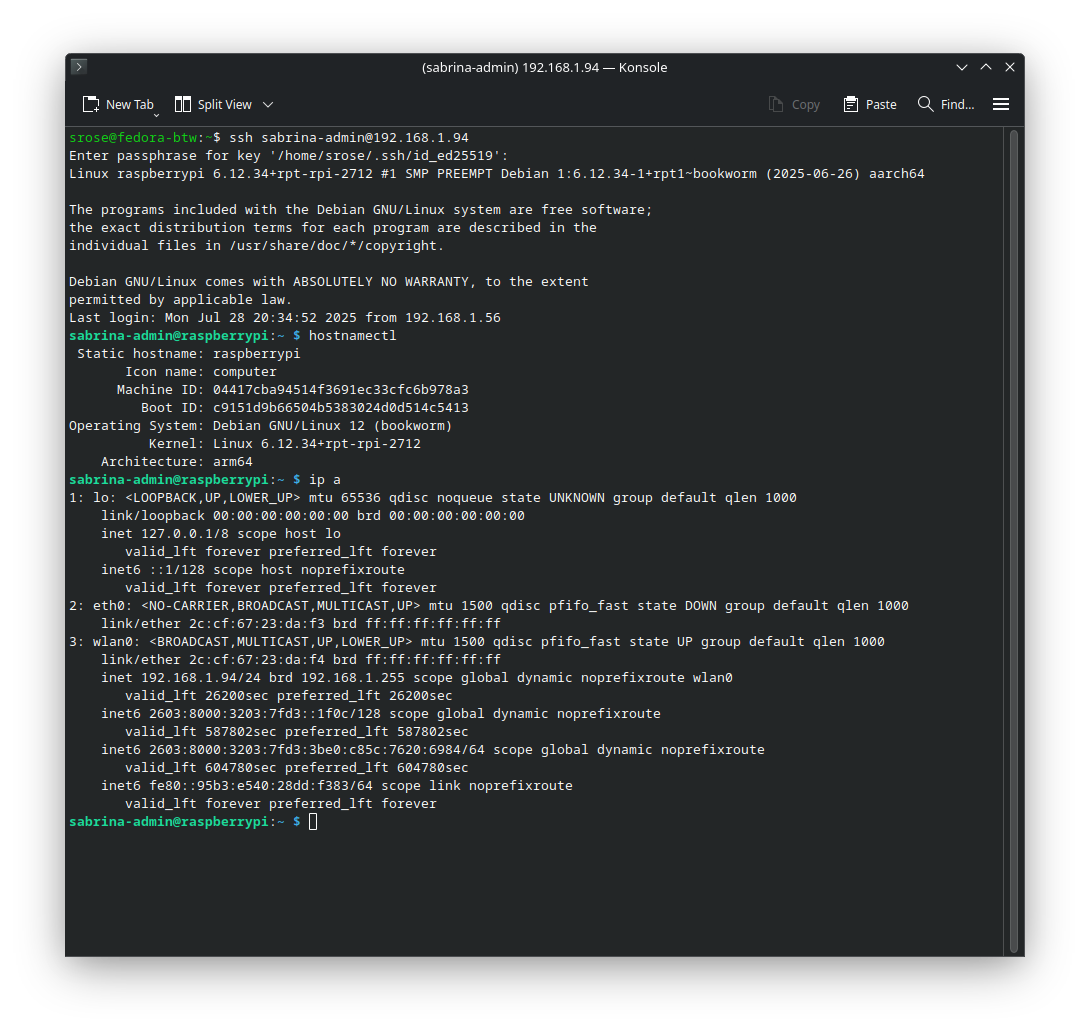 (sabrina-admin) 192.168.1.94 — Konsole
New Tab Split View Copy Paste Find...
srose@fedora-btw:~$ ssh sabrina-admin@192.168.1.94
Enter passphrase for key '/home/srose/.ssh/id_ed25519':
Linux raspberrypi 6.12.34+rpt-rpi-2712 #1 SMP PREEMPT Debian 1:6.12.34-1+rpt1~bookworm (2025-06-26) aarch64

The programs included with the Debian GNU/Linux system are free software;
the exact distribution terms for each program are described in the
individual files in /usr/share/doc/*/copyright.

Debian GNU/Linux comes with ABSOLUTELY NO WARRANTY, to the extent
permitted by applicable law.
Last login: Mon Jul 28 20:34:52 2025 from 192.168.1.56
sabrina-admin@raspberrypi:~ $ hostnamectl
 Static hostname: raspberrypi
       Icon name: computer
      Machine ID: 04417cba94514f3691ec33cfc6b978a3
         Boot ID: c9151d9b66504b5383024d0d514c5413
Operating System: Debian GNU/Linux 12 (bookworm)
          Kernel: Linux 6.12.34+rpt-rpi-2712
    Architecture: arm64
sabrina-admin@raspberrypi:~ $ ip a
1: lo: <LOOPBACK,UP,LOWER_UP> mtu 65536 qdisc noqueue state UNKNOWN group default qlen 1000
    link/loopback 00:00:00:00:00:00 brd 00:00:00:00:00:00
    inet 127.0.0.1/8 scope host lo
       valid_lft forever preferred_lft forever
    inet6 ::1/128 scope host noprefixroute
       valid_lft forever preferred_lft forever
2: eth0: <NO-CARRIER,BROADCAST,MULTICAST,UP> mtu 1500 qdisc pfifo_fast state DOWN group default qlen 1000
    link/ether 2c:cf:67:23:da:f3 brd ff:ff:ff:ff:ff:ff
3: wlan0: <BROADCAST,MULTICAST,UP,LOWER_UP> mtu 1500 qdisc pfifo_fast state UP group default qlen 1000
    link/ether 2c:cf:67:23:da:f4 brd ff:ff:ff:ff:ff:ff
    inet 192.168.1.94/24 brd 192.168.1.255 scope global dynamic noprefixroute wlan0
       valid_lft 26200sec preferred_lft 26200sec
    inet6 2603:8000:3203:7fd3::1f0c/128 scope global dynamic noprefixroute
       valid_lft 587802sec preferred_lft 587802sec
    inet6 2603:8000:3203:7fd3:3be0:c85c:7620:6984/64 scope global dynamic noprefixroute
       valid_lft 604780sec preferred_lft 604780sec
    inet6 fe80::95b3:e540:28dd:f383/64 scope link noprefixroute
       valid_lft forever preferred_lft forever
sabrina-admin@raspberrypi:~ $